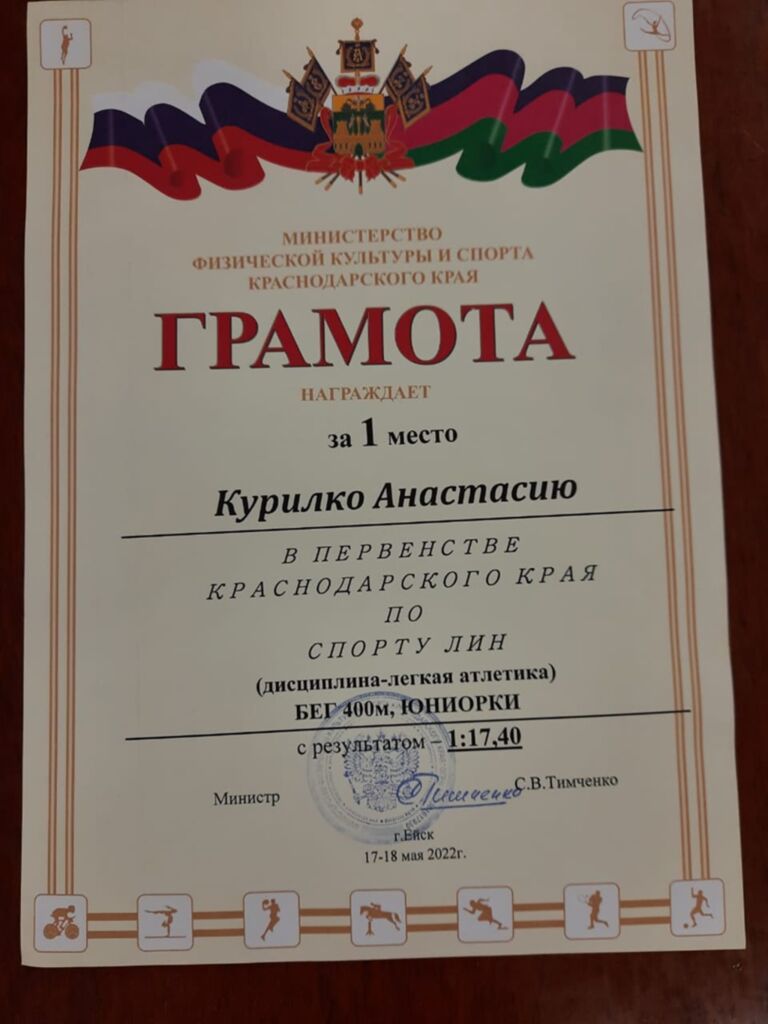 МИНИСТЕРСТВО
ФИЗИЧЕСКОЙ КУЛЬТУРЫ И СПОРТА
КРАСНОДАРСКОГО КРАЯ
ГРАМОТА
НАГРАЖДАЕТ
за 1 место
Курилко Анастасию
В ПЕРВЕНСТВЕ
КРАСНОДАРСКОГО КРАЯ
ПО
СПОРТУ ЛИН
(дисциплина-легкая атлетика)
БЕГ 400м, ЮНИОРКИ
с результатом – 1:17,40
Министр
С.В.Тимченко
г.Ейск
17-18 мая 2022г.